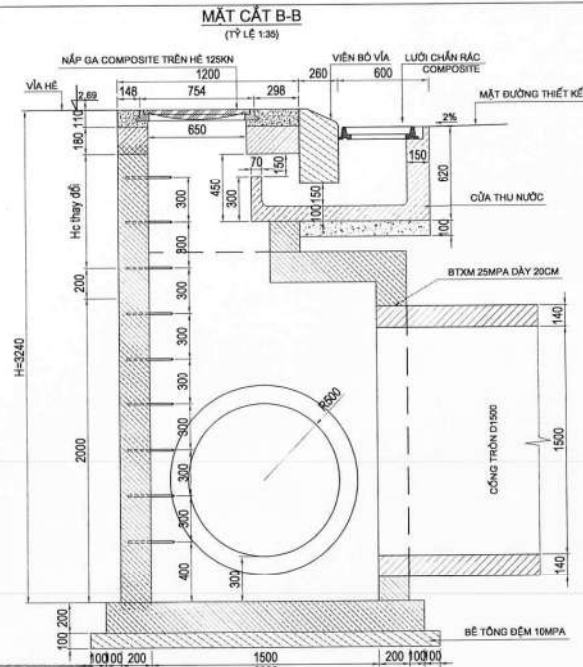 MẶT CẮT B-B
(TỶ LỆ 1:35)
NẮP GA COMPOSITE TRÊN HÈ 125KN
VIÊN BÓ VỈA
LƯỚI CHẮN RÁC
COMPOSITE
VỈA HÈ
1200
260
600
MẶT ĐƯỜNG THIẾT KẾ
2.69
148
754
298
2%
110
650
180
150
70
150
620
450
300
300
150
100
CỬA THU NƯỚC
100
Hc thay đổi
300
200
300
BTXM 25MPA DÀY 20CM
140
300
H=3240
300
2000
300
R500
1500
CỐNG TRÒN D1500
300
300
400
300
140
200
100
BÊ TÔNG ĐỆM 10MPA
100
100
200
1500
200
100
100